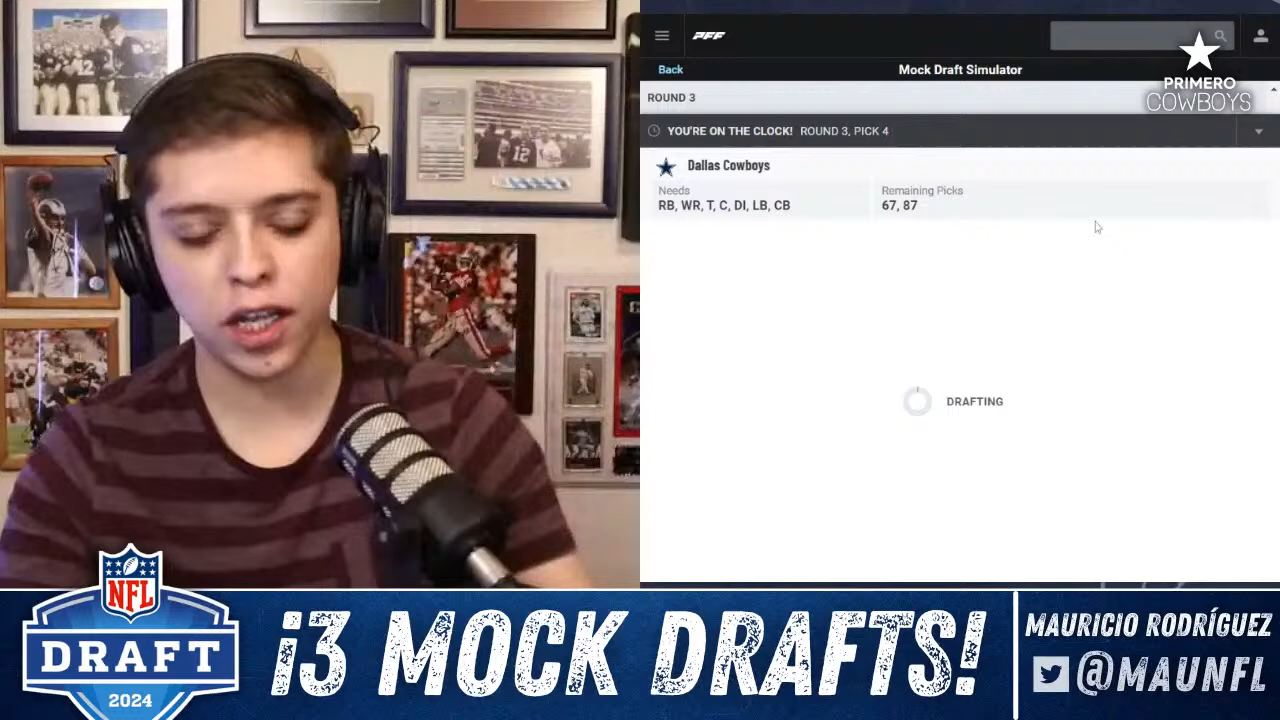 PFF
Back
Mock Draft Simulator
PRIMERO
COWBOYS
ROUND 3
YOU'RE ON THE CLOCK! ROUND 3, PICK 4
Dallas Cowboys
Needs
RB, WR, T, C, DI, LB, CB
Remaining Picks
67, 87
DRAFTING
12
NFL
DRAFT
2024
¡3 MOCK DRAFTS!
MAURICIO RODRÍGUEZ
@MAUNFL